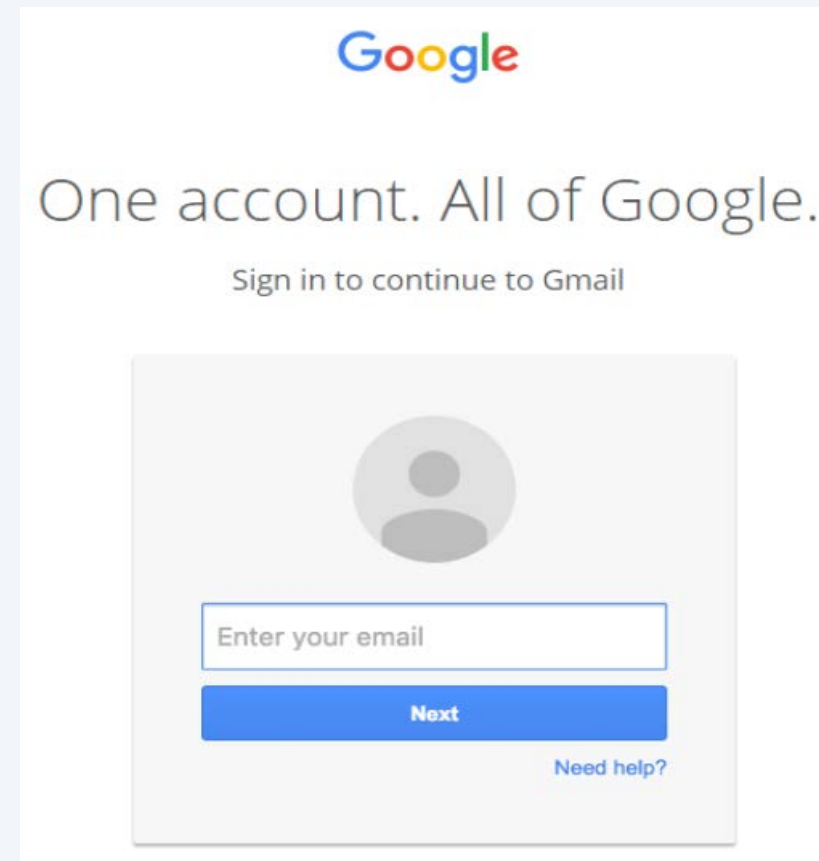 Google
One account. All of Google.
Sign in to continue to Gmail
Enter your email
Next
Need help?